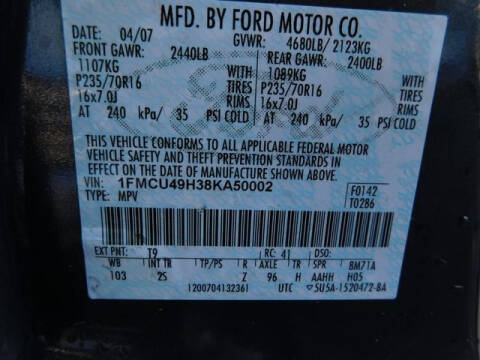 MFD. BY FORD MOTOR CO.
DATE: 04/07 GVWR: 4680LB/ 2123KG
FRONT GAWR: 2440LB REAR GAWR: 2400LB
1107KG WITH 1089KG WITH
P235/70R16 TIRES P235/70R16 TIRES
16x7.0J RIMS 16x7.0J RIMS
AT 240 kPa/ 35 PSI COLD AT 240 kPa/ 35 PSI COLD
THIS VEHICLE CONFORMS TO ALL APPLICABLE FEDERAL MOTOR
VEHICLE SAFETY AND THEFT PREVENTION STANDARDS IN
EFFECT ON THE DATE OF MANUFACTURE SHOWN ABOVE.
VIN: 1FMCU49H38KA50002 F0142
TYPE: MPV T0286
EXT PNT: T9 RC: 41 DSO:
WB INT TR TP/PS R AXLE TR SPR BM71A
103 2S Z 96 H AAHH H05
1200704132361 UTC 5U5A-1520472-BA